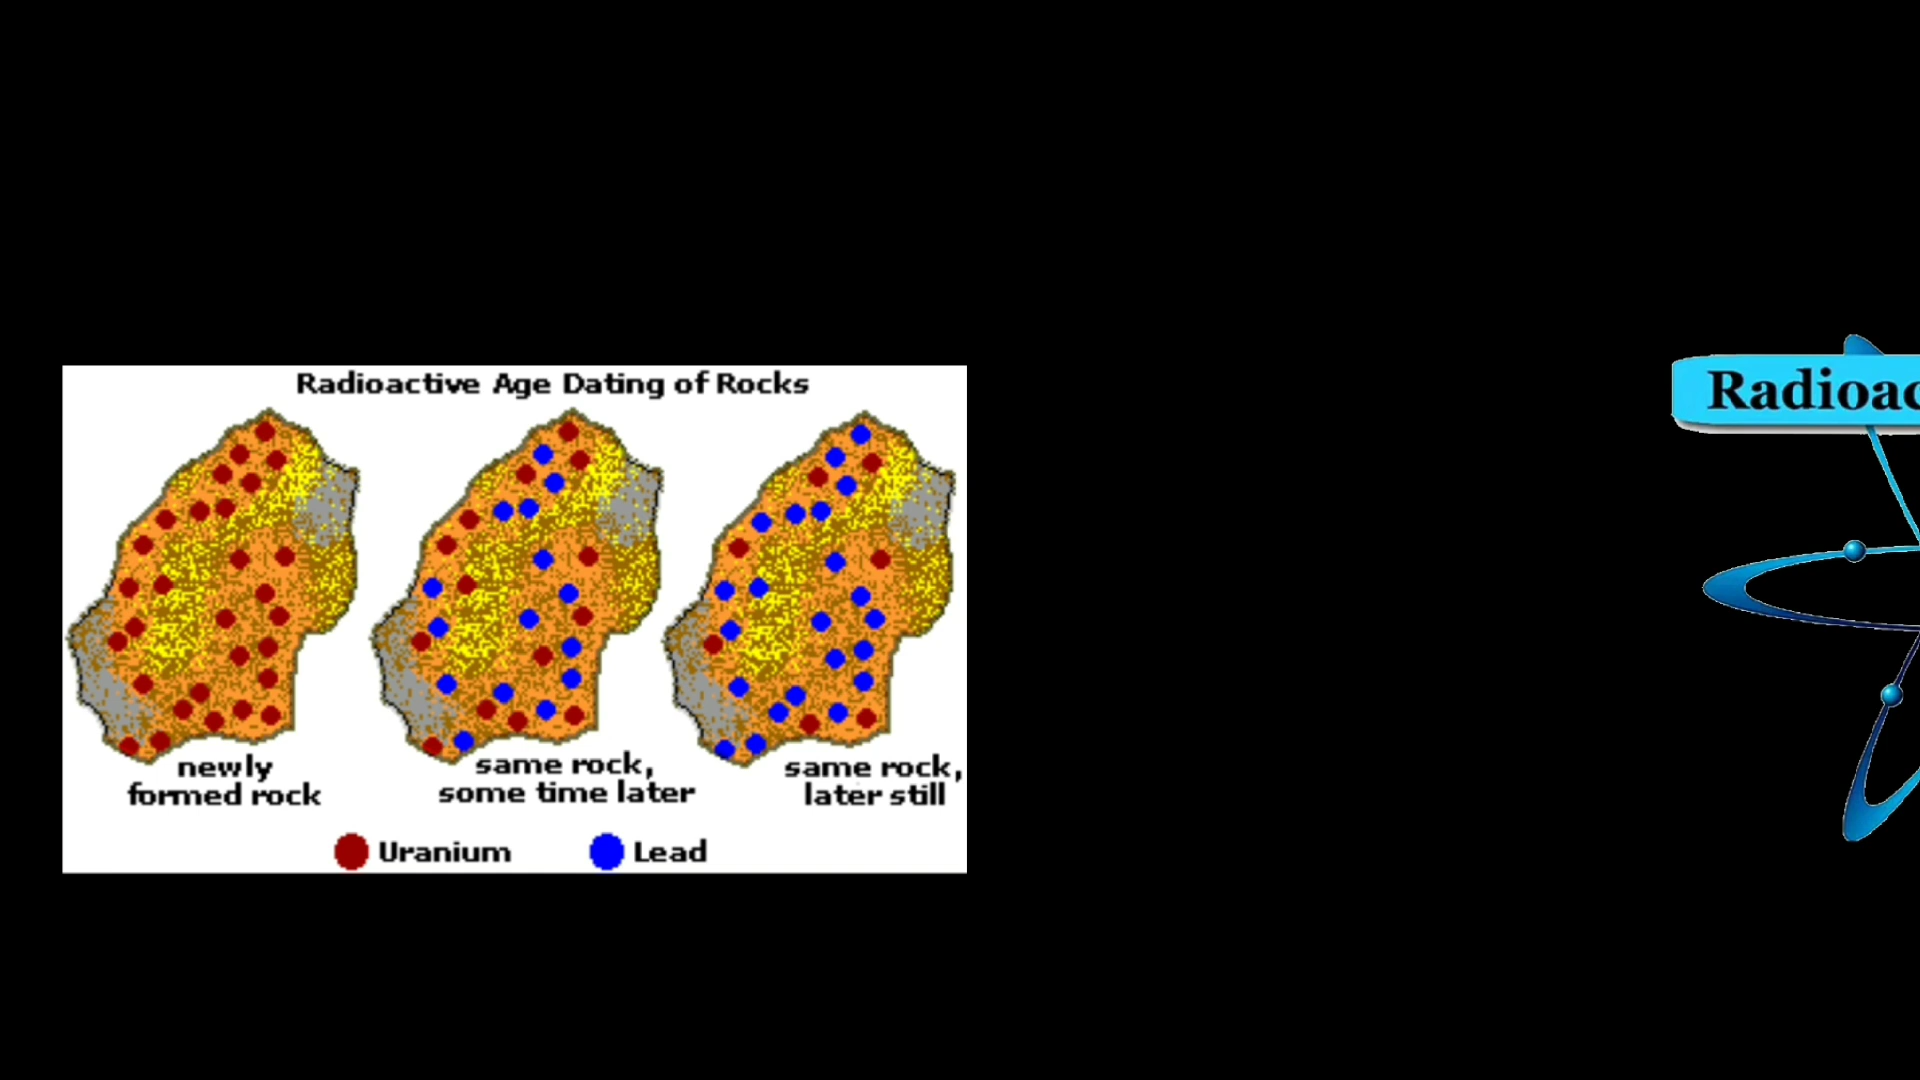 Radioactive Age Dating of Rocks
newly
formed rock
same rock,
some time later
same rock,
later still
Uranium
Lead
Radioac